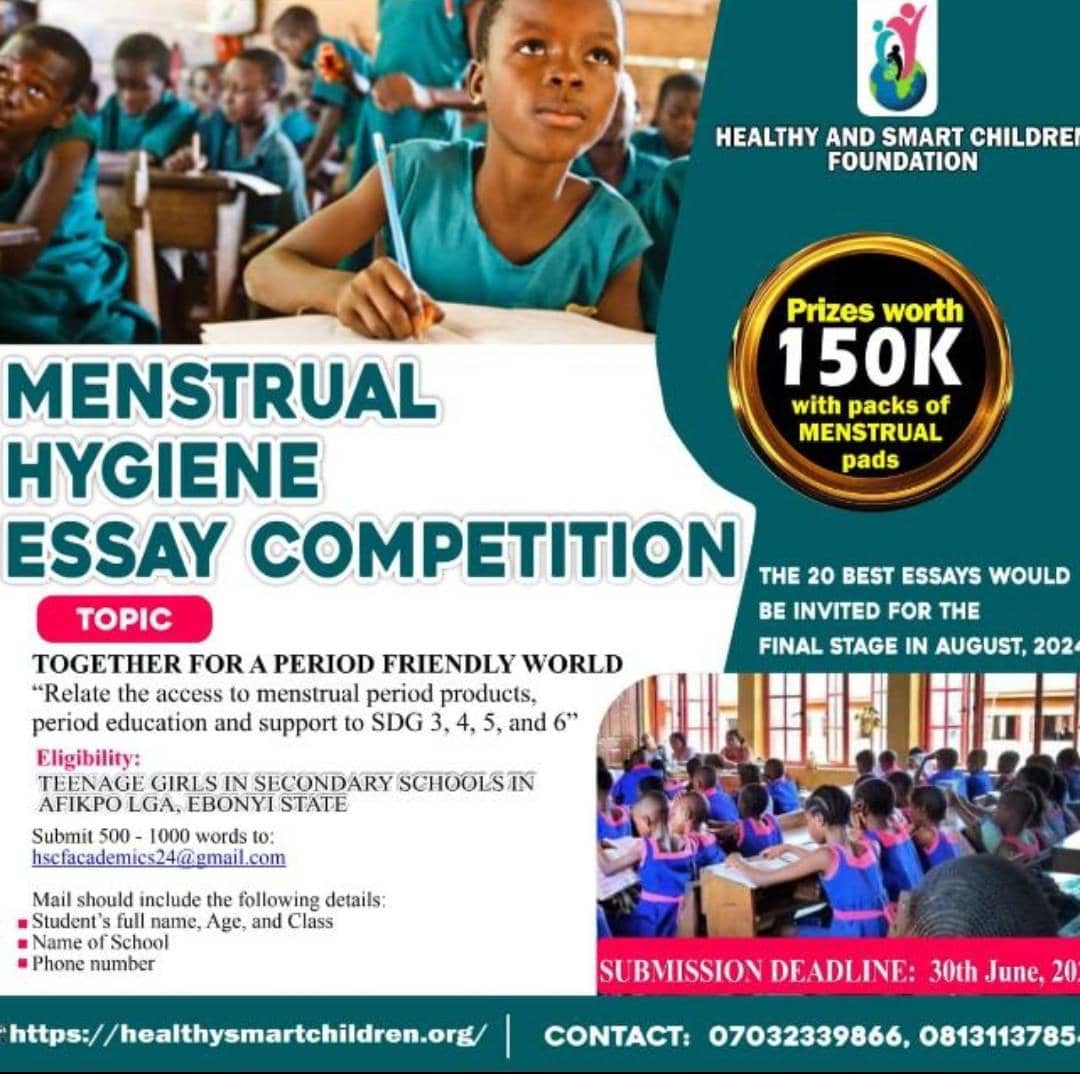 HEALTHY AND SMART CHILDREN
FOUNDATION
Prizes worth
150K
with packs of
MENSTRUAL
pads
MENSTRUAL
HYGIENE
ESSAY COMPETITION
THE 20 BEST ESSAYS WOULD
BE INVITED FOR THE
FINAL STAGE IN AUGUST, 2024
TOPIC
TOGETHER FOR A PERIOD FRIENDLY WORLD
“Relate the access to menstrual period products,
period education and support to SDG 3, 4, 5, and 6”
Eligibility:
TEENAGE GIRLS IN SECONDARY SCHOOLS IN
AFIKPO LGA, EBONYI STATE
Submit 500 - 1000 words to:
hscfacademics24@gmail.com
Mail should include the following details:
Student’s full name, Age, and Class
Name of School
Phone number
SUBMISSION DEADLINE: 30th June,
https://healthysmartchildren.org/
CONTACT: 07032339866,